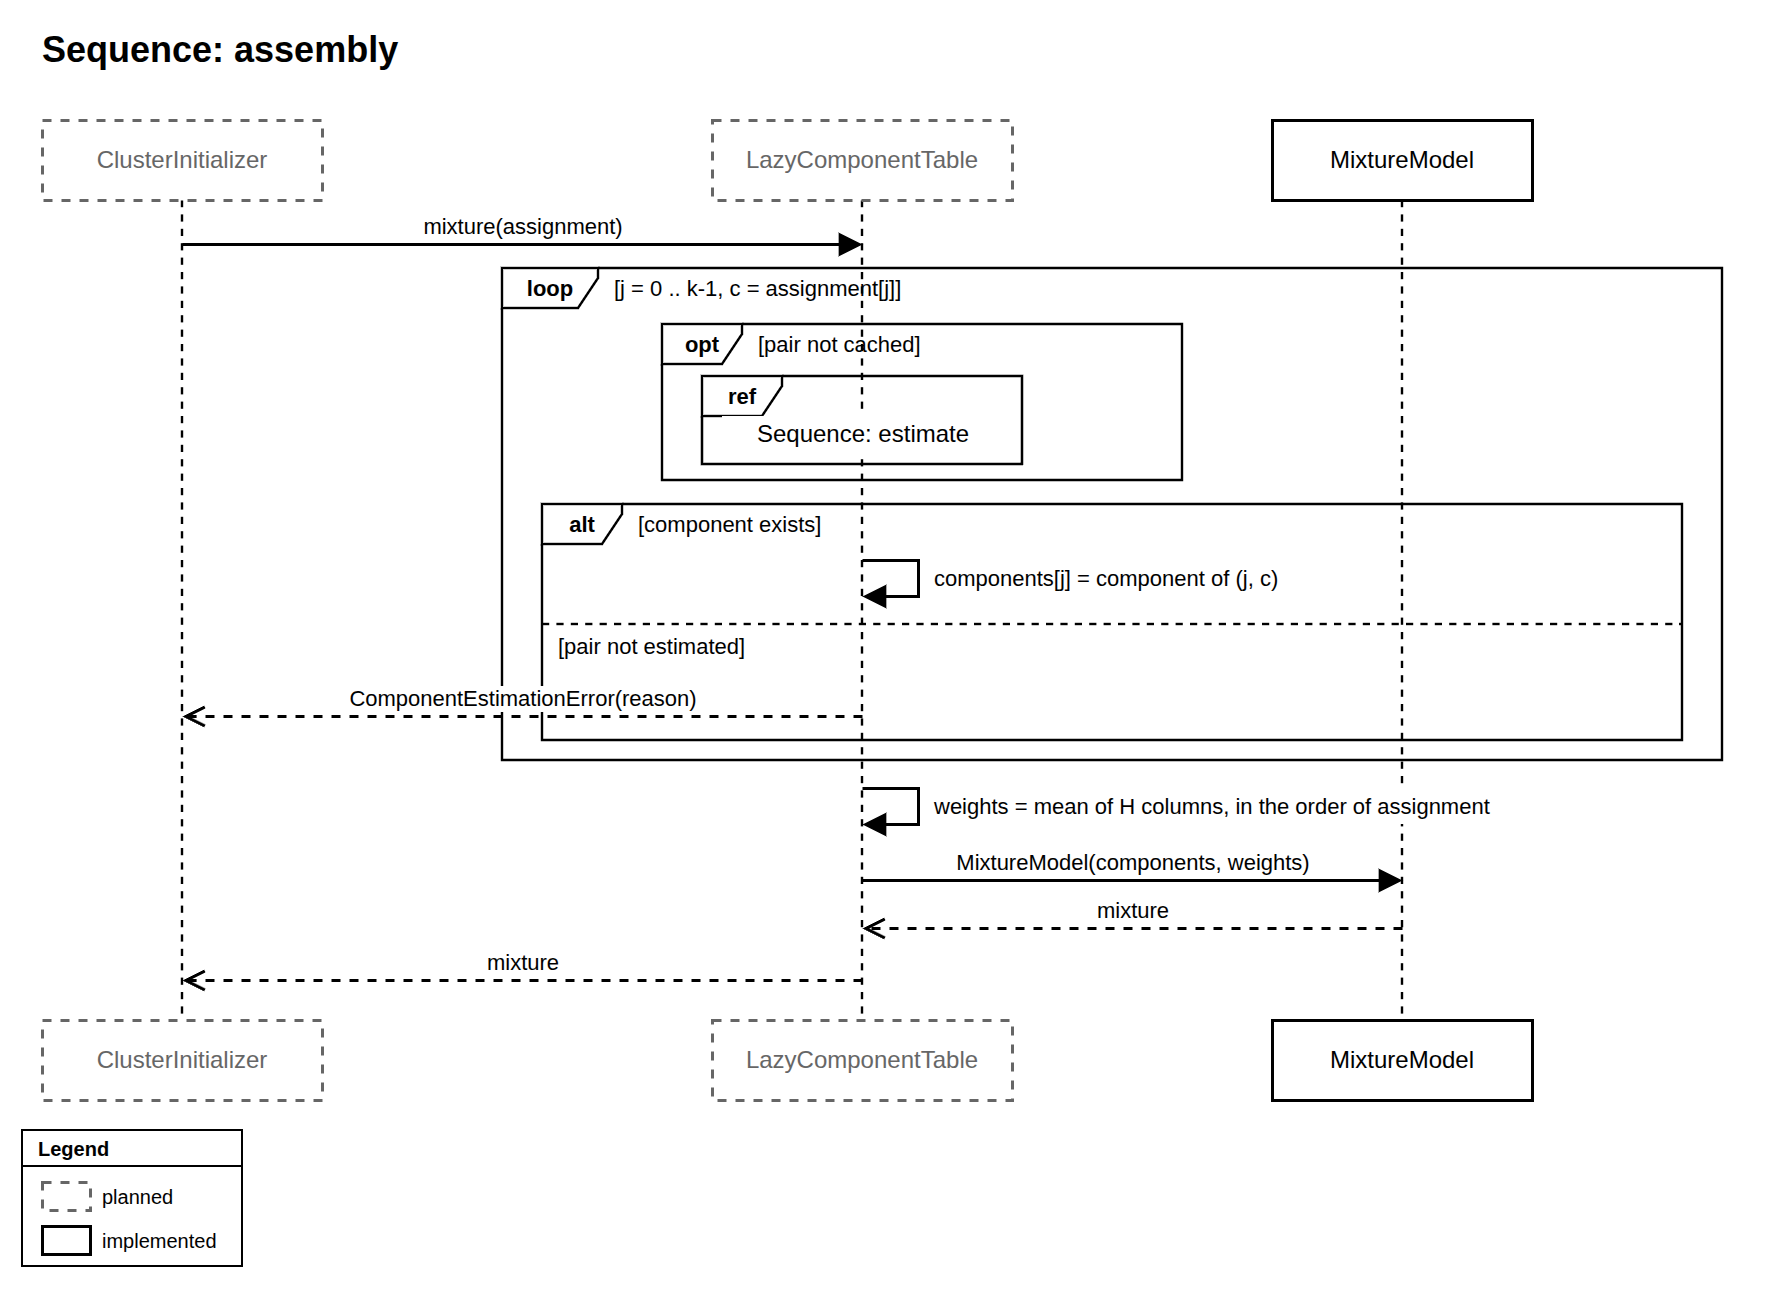 Sequence: assembly
ClusterInitializer
LazyComponentTable
MixtureModel
mixture(assignment)
loop
[j = 0 .. k-1, c = assignment[j]]
opt
[pair not cached]
ref
Sequence: estimate
alt
[component exists]
components[j] = component of (j, c)
[pair not estimated]
ComponentEstimationError(reason)
weights = mean of H columns, in the order of assignment
MixtureModel(components, weights)
mixture
mixture
ClusterInitializer
LazyComponentTable
MixtureModel
Legend
planned
implemented